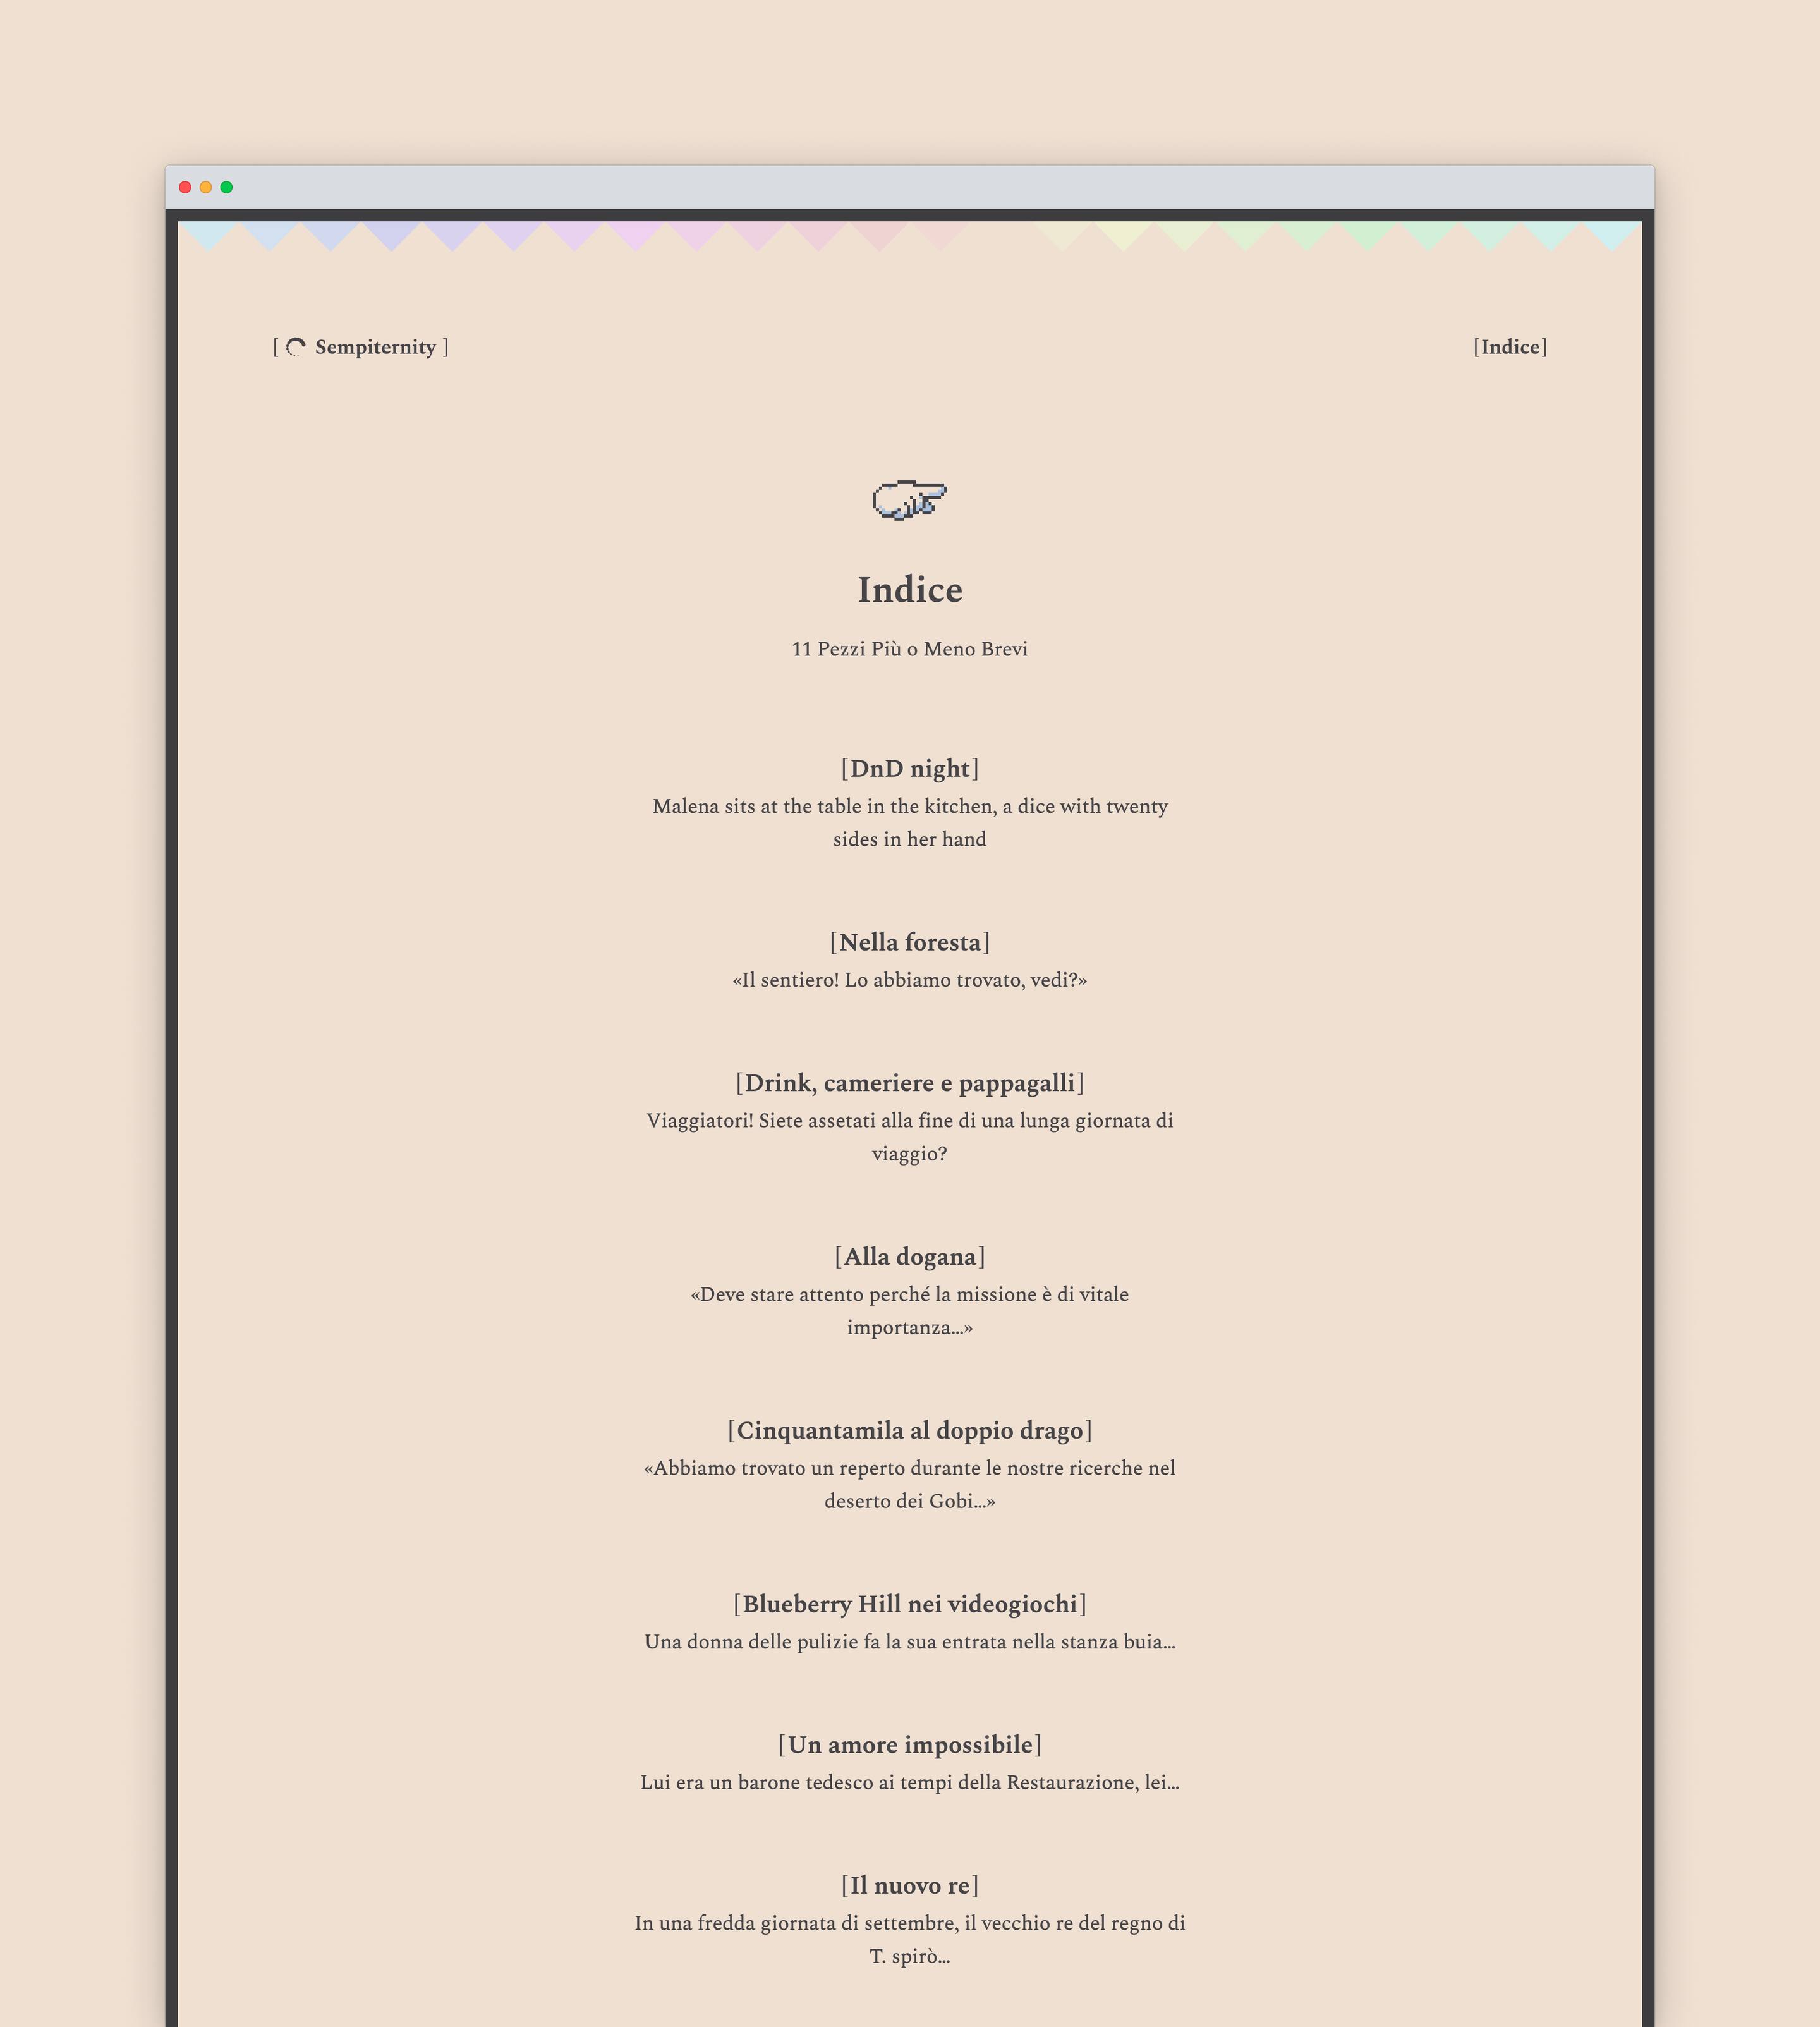 [ Sempiternity ]
[Indice]
Indice
11 Pezzi Più o Meno Brevi
[DnD night]
Malena sits at the table in the kitchen, a dice with twenty
sides in her hand
[Nella foresta]
«Il sentiero! Lo abbiamo trovato, vedi?»
[Drink, cameriere e pappagalli]
Viaggiatori! Siete assetati alla fine di una lunga giornata di
viaggio?
[Alla dogana]
«Deve stare attento perché la missione è di vitale
importanza…»
[Cinquantamila al doppio drago]
«Abbiamo trovato un reperto durante le nostre ricerche nel
deserto dei Gobi…»
[Blueberry Hill nei videogiochi]
Una donna delle pulizie fa la sua entrata nella stanza buia…
[Un amore impossibile]
Lui era un barone tedesco ai tempi della Restaurazione, lei…
[Il nuovo re]
In una fredda giornata di settembre, il vecchio re del regno di
T. spirò…